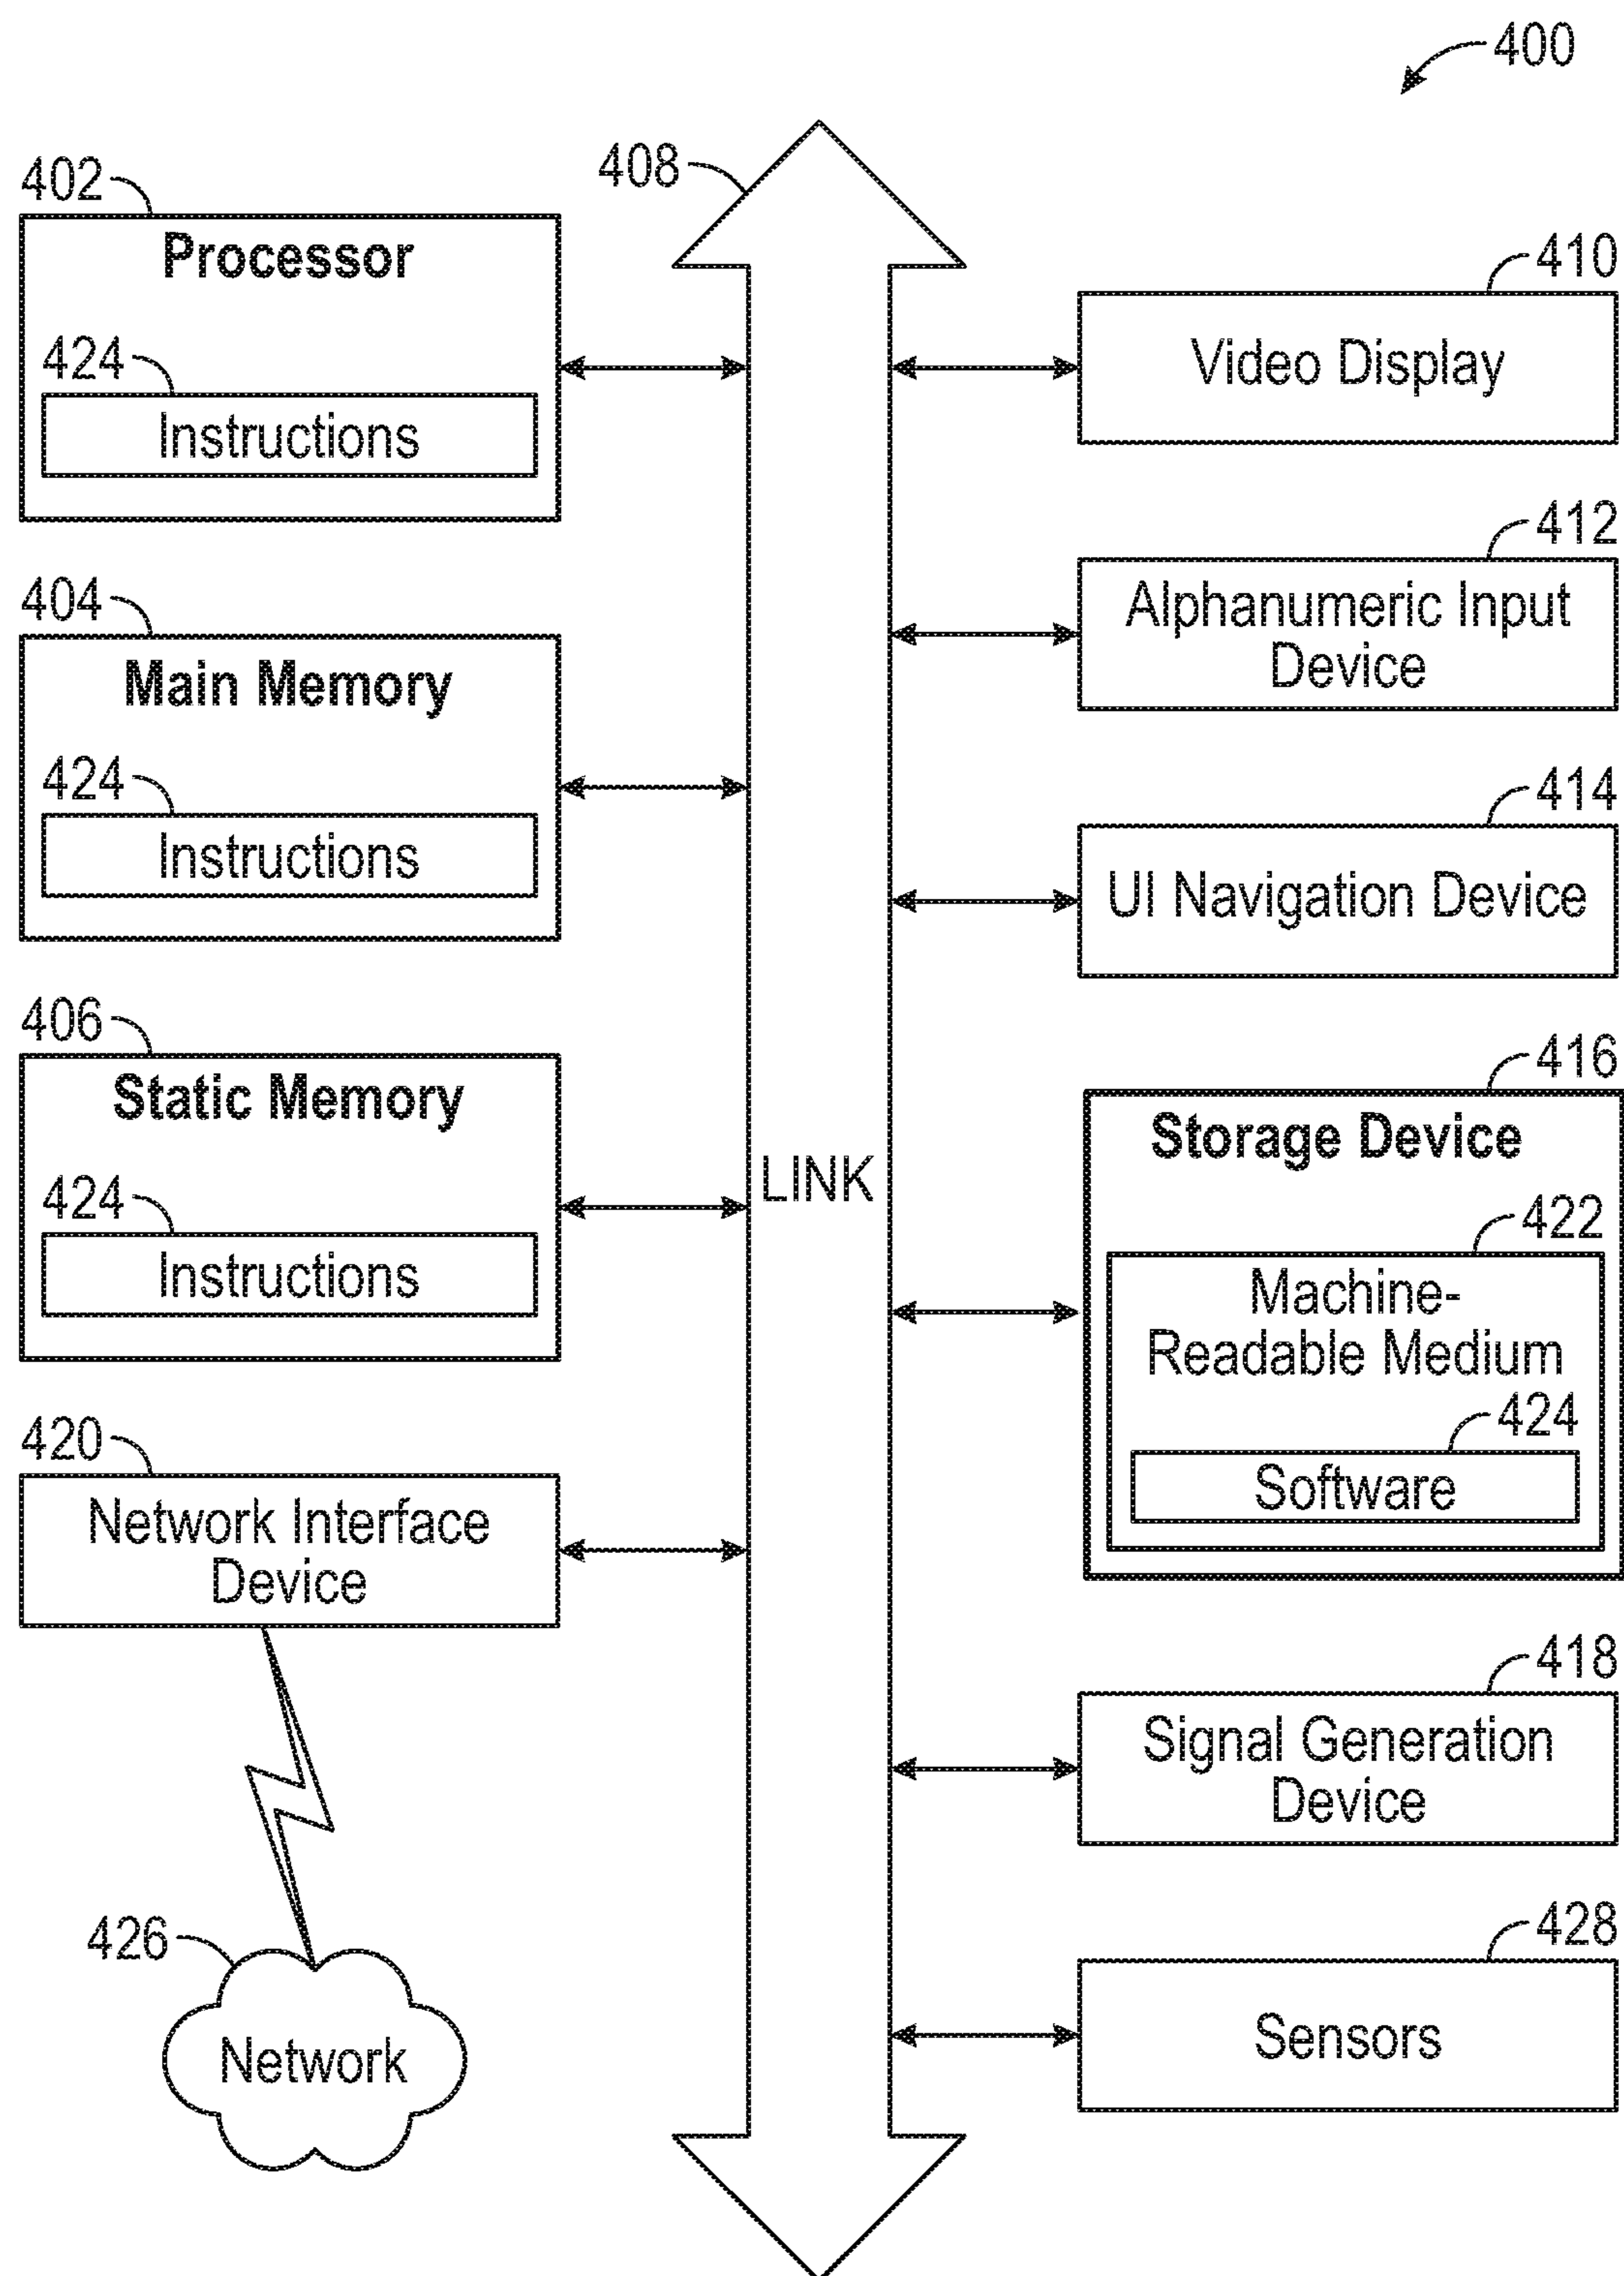 400
402
Processor
424
Instructions
404
Main Memory
424
Instructions
406
Static Memory
424
Instructions
420
Network Interface
Device
426
Network
408
LINK
410
Video Display
412
Alphanumeric Input
Device
414
UI Navigation Device
416
Storage Device
422
Machine-
Readable Medium
424
Software
418
Signal Generation
Device
428
Sensors